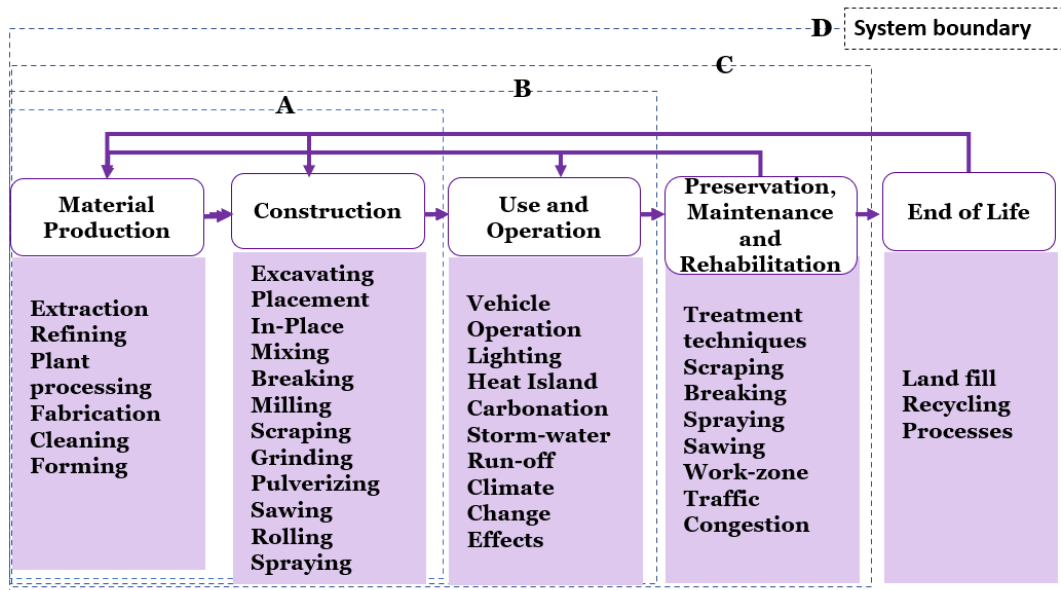 D
System boundary
C
B
A
Material
Production
Construction
Use and
Operation
Preservation,
Maintenance
and
Rehabilitation
End of Life
Extraction
Refining
Plant
processing
Fabrication
Cleaning
Forming
Excavating
Placement
In-Place
Mixing
Breaking
Milling
Scraping
Grinding
Pulverizing
Sawing
Rolling
Spraying
Vehicle
Operation
Lighting
Heat Island
Carbonation
Storm-water
Run-off
Climate
Change
Effects
Treatment
techniques
Scraping
Breaking
Spraying
Sawing
Work-zone
Traffic
Congestion
Land fill
Recycling
Processes